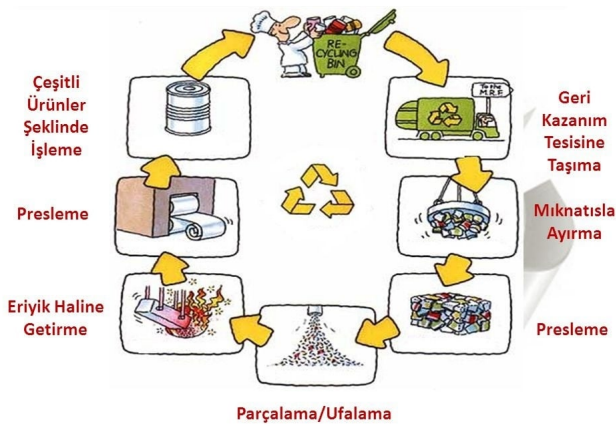 RE-
CYCLING
BIN
To the
M.R.F
Geri
Kazanım
Tesisine
Taşıma
Mıknatısla
Ayırma
Presleme
Parçalama/Ufalama
Eriyik Haline
Getirme
Presleme
Çeşitli
Ürünler
Şeklinde
İşleme